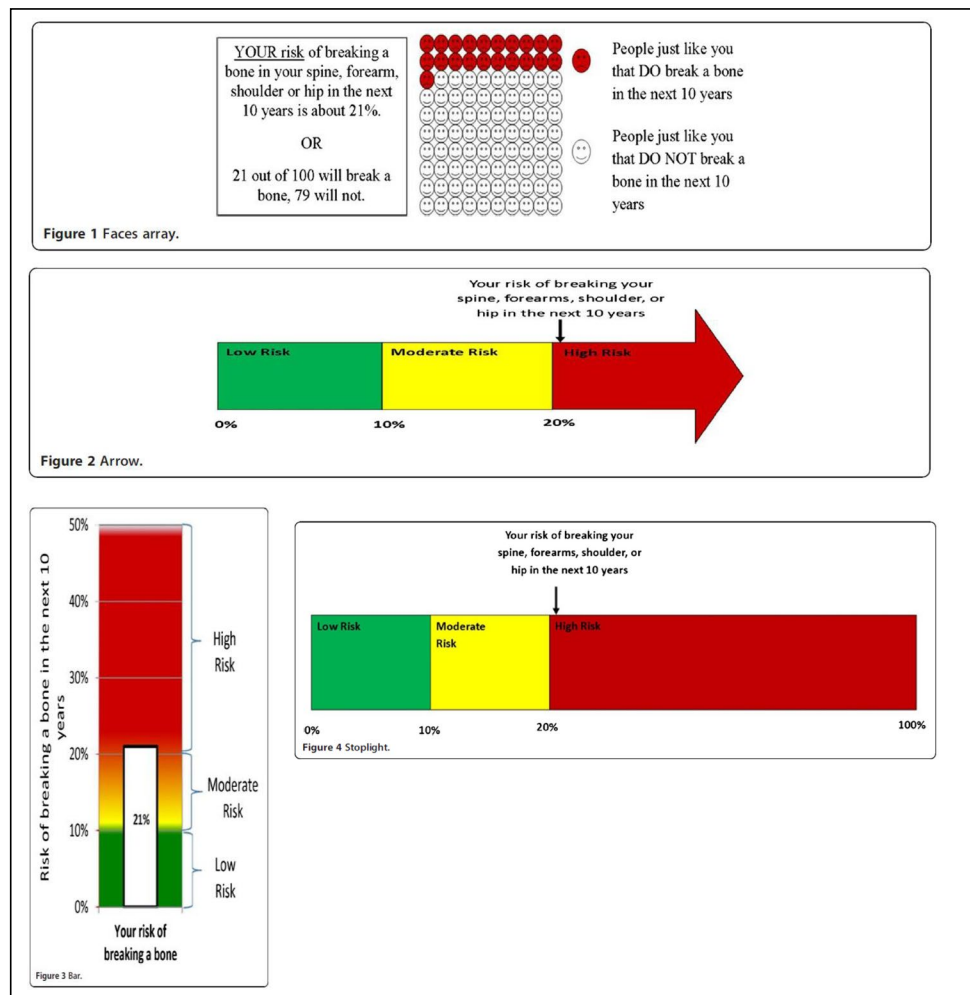 YOUR risk of breaking a
bone in your spine, forearm,
shoulder or hip in the next
10 years is about 21%.
OR
21 out of 100 will break a
bone, 79 will not.
People just like you
that DO break a bone
in the next 10 years
People just like you
that DO NOT break a
bone in the next 10
years
Figure 1 Faces array.
Your risk of breaking your
spine, forearms, shoulder, or
hip in the next 10 years
Low Risk
Moderate Risk
High Risk
0%
10%
20%
Figure 2 Arrow.
Risk of breaking a bone in the next 10
years
50%
40%
30%
20%
10%
0%
21%
High
Risk
Moderate
Risk
Low
Risk
Your risk of
breaking a bone
Figure 3 Bar.
Your risk of breaking your
spine, forearms, shoulder, or
hip in the next 10 years
Low Risk
Moderate
Risk
High Risk
0%
10%
20%
100%
Figure 4 Stoplight.